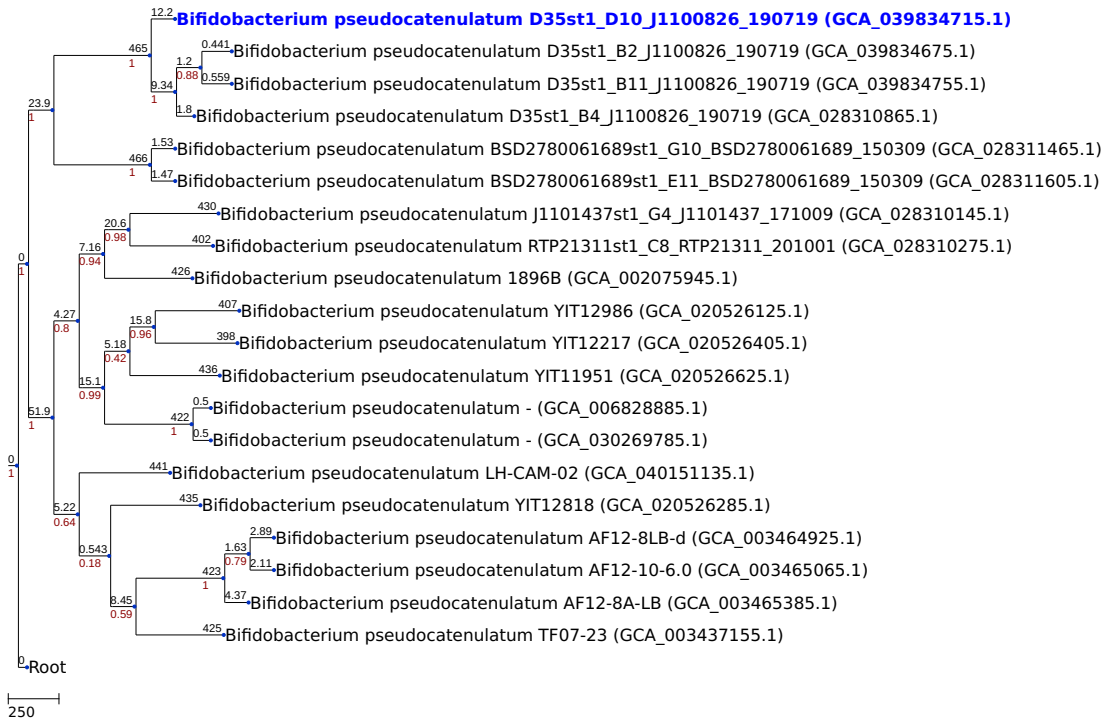 12.2 Bifidobacterium pseudocatenulatum D35st1_D10_J1100826_190719 (GCA_039834715.1)
465
1
0.441 Bifidobacterium pseudocatenulatum D35st1_B2_J1100826_190719 (GCA_039834675.1)
1.2
0.88
0.559 Bifidobacterium pseudocatenulatum D35st1_B11_J1100826_190719 (GCA_039834755.1)
9.34
1
23.9
1
1.8 Bifidobacterium pseudocatenulatum D35st1_B4_J1100826_190719 (GCA_028310865.1)
1.53 Bifidobacterium pseudocatenulatum BSD2780061689st1_G10_BSD2780061689_150309 (GCA_028311465.1)
466
1
1.47 Bifidobacterium pseudocatenulatum BSD2780061689st1_E11_BSD2780061689_150309 (GCA_028311605.1)
430 Bifidobacterium pseudocatenulatum J1101437st1_G4_J1101437_171009 (GCA_028310145.1)
20.6
0.98
402 Bifidobacterium pseudocatenulatum RTP21311st1_C8_RTP21311_201001 (GCA_028310275.1)
7.16
0.94
0
1
426 Bifidobacterium pseudocatenulatum 1896B (GCA_002075945.1)
407 Bifidobacterium pseudocatenulatum YIT12986 (GCA_020526125.1)
4.27
0.8
15.8
0.96
398 Bifidobacterium pseudocatenulatum YIT12217 (GCA_020526405.1)
5.18
0.42
436 Bifidobacterium pseudocatenulatum YIT11951 (GCA_020526625.1)
15.1
0.99
0.5 Bifidobacterium pseudocatenulatum - (GCA_006828885.1)
51.9
1
422
1
0.5 Bifidobacterium pseudocatenulatum - (GCA_030269785.1)
0
1
441 Bifidobacterium pseudocatenulatum LH-CAM-02 (GCA_040151135.1)
435 Bifidobacterium pseudocatenulatum YIT12818 (GCA_020526285.1)
5.22
0.64
2.89 Bifidobacterium pseudocatenulatum AF12-8LB-d (GCA_003464925.1)
0.543
0.18
1.63
0.79
2.11 Bifidobacterium pseudocatenulatum AF12-10-6.0 (GCA_003465065.1)
423
1
4.37 Bifidobacterium pseudocatenulatum AF12-8A-LB (GCA_003465385.1)
8.45
0.59
425 Bifidobacterium pseudocatenulatum TF07-23 (GCA_003437155.1)
0 Root
250